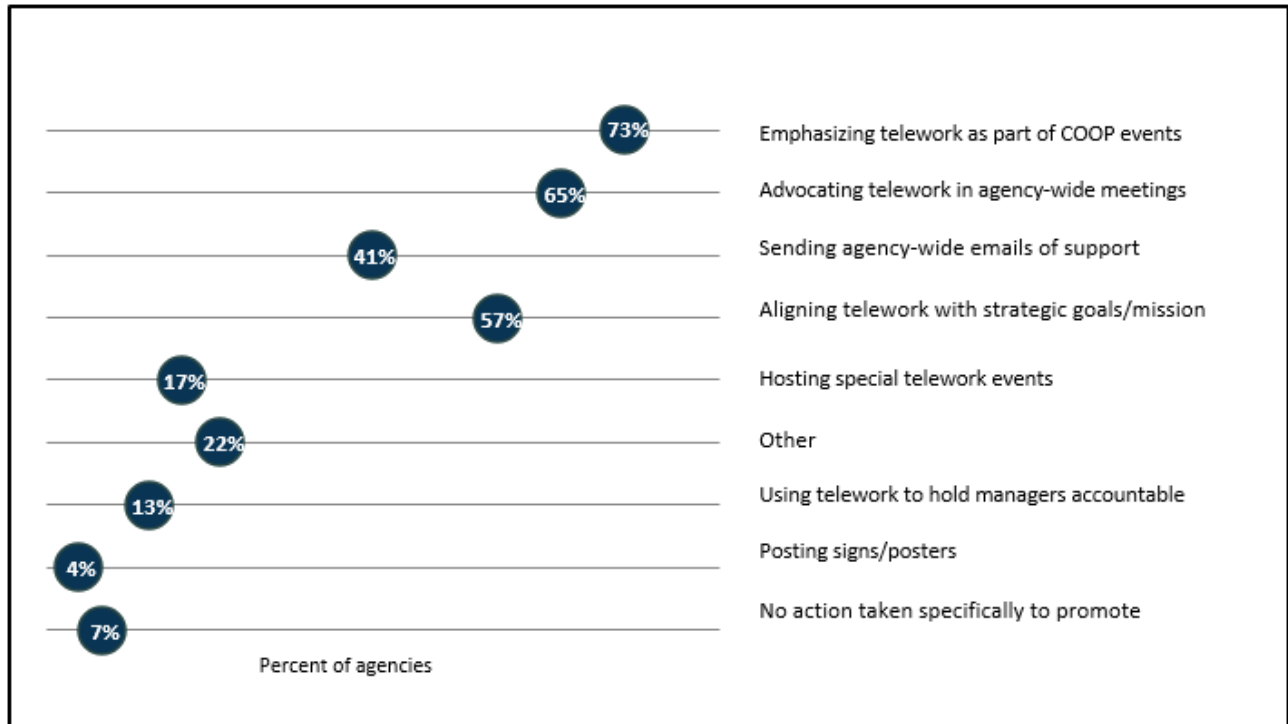 73% Emphasizing telework as part of COOP events
65% Advocating telework in agency-wide meetings
41% Sending agency-wide emails of support
57% Aligning telework with strategic goals/mission
17% Hosting special telework events
22% Other
13% Using telework to hold managers accountable
4% Posting signs/posters
7% No action taken specifically to promote
Percent of agencies